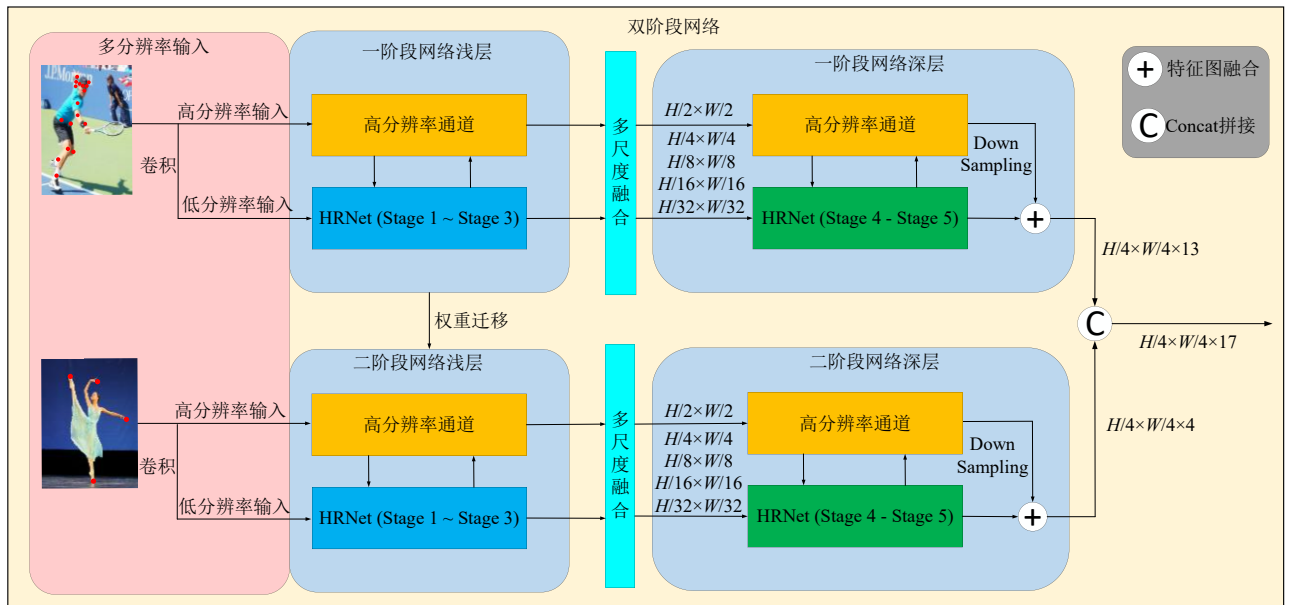 双阶段网络
多分辨率输入
一阶段网络浅层
一阶段网络深层
特征图融合
Concat拼接
C
高分辨率输入
卷积
低分辨率输入
高分辨率通道
HRNet (Stage 1 ~ Stage 3)
多尺度融合
H/2×W/2
H/4×W/4
H/8×W/8
H/16×W/16
H/32×W/32
高分辨率通道
HRNet (Stage 4 - Stage 5)
Down
Sampling
+
H/4×W/4×13
权重迁移
C
H/4×W/4×17
二阶段网络浅层
二阶段网络深层
高分辨率输入
卷积
低分辨率输入
高分辨率通道
HRNet (Stage 1 ~ Stage 3)
多尺度融合
H/2×W/2
H/4×W/4
H/8×W/8
H/16×W/16
H/32×W/32
高分辨率通道
HRNet (Stage 4 - Stage 5)
Down
Sampling
+
H/4×W/4×4